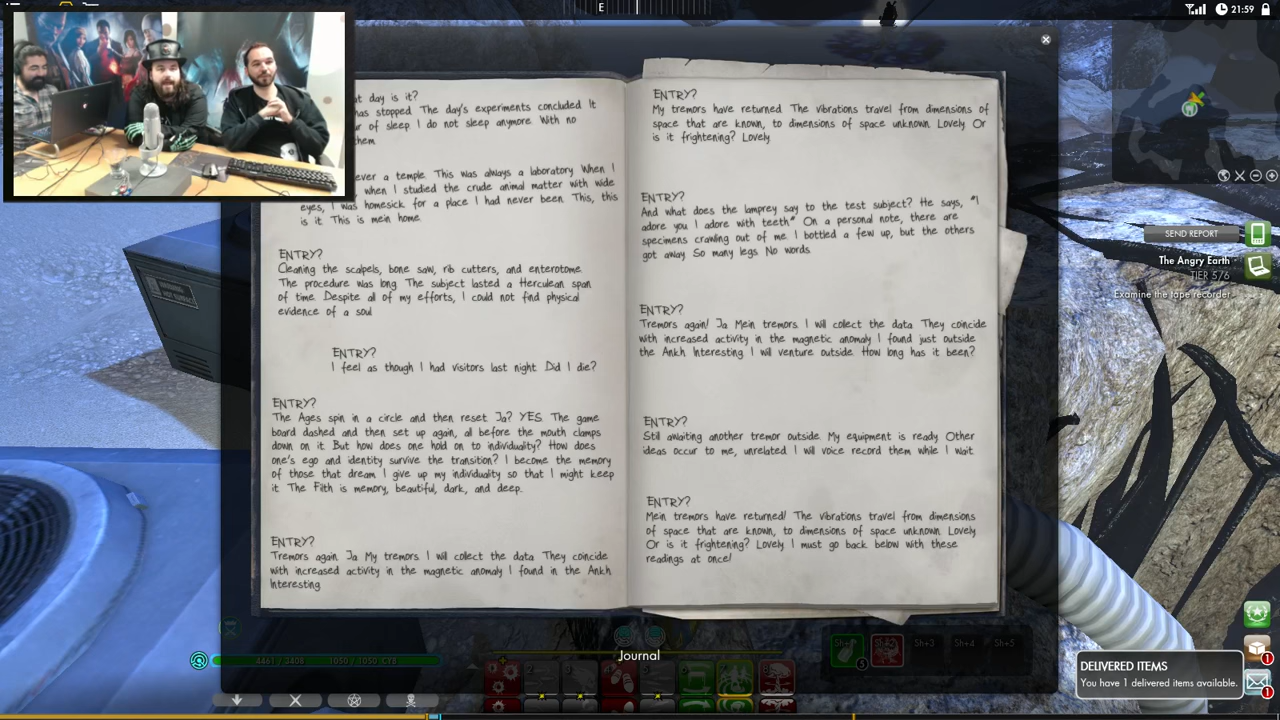 E
21:59
at day is it?
has stopped. The day's experiments concluded. It
ur of sleep. I do not sleep anymore. With no
them
ever a temple. This was always a laboratory. When I
when I studied the crude animal matter with wide
eyes, I was homesick for a place I had never been. This, this
is it. This is mein home.
ENTRY?
Cleaning the scalpels, bone saw, rib cutters, and enterotome.
The procedure was long. The subject lasted a Herculean span
of time. Despite all of my efforts, I could not find physical
evidence of a soul
ENTRY?
I feel as though I had visitors last night. Did I die?
ENTRY?
The Ages spin in a circle and then reset. Ja? YES. The game
board dashed and then set up again, all before the mouth clamps
down on it. But how does one hold on to individuality? How does
one's ego and identity survive the transition? I become the memory
of those that dream. I give up my individuality so that I might keep
it. The Filth is memory, beautiful, dark, and deep.
ENTRY?
Tremors again. Ja. My tremors. I will collect the data. They coincide
with increased activity in the magnetic anomaly I found in the Ankh.
Interesting.
ENTRY?
My tremors have returned. The vibrations travel from dimensions of
space that are known, to dimensions of space unknown. Lovely. Or
is it frightening? Lovely.
ENTRY?
And what does the lamprey say to the test subject? He says, "I
adore you. I adore with teeth." On a personal note, there are
specimens crawling out of me. I bottled a few up, but the others
got away. So many legs. No words.
ENTRY?
Tremors again! Ja. Mein tremors. I will collect the data. They coincide
with increased activity in the magnetic anomaly I found just outside
the Ankh. Interesting. I will venture outside. How long has it been?
ENTRY?
Still awaiting another tremor outside. My equipment is ready. Other
ideas occur to me, unrelated. I will voice record them while I wait.
ENTRY?
Mein tremors have returned! The vibrations travel from dimensions
of space that are known, to dimensions of space unknown. Lovely.
Or is it frightening? Lovely. I must go back below with these
readings at once!
Journal
SEND REPORT
The Angry Earth
TIER 5/6
Examine the tape recorder
4461 / 3408
1050 / 1050 CYB
Sh+3
Sh+4
Sh+5
5
DELIVERED ITEMS
You have 1 delivered items available.
1
1